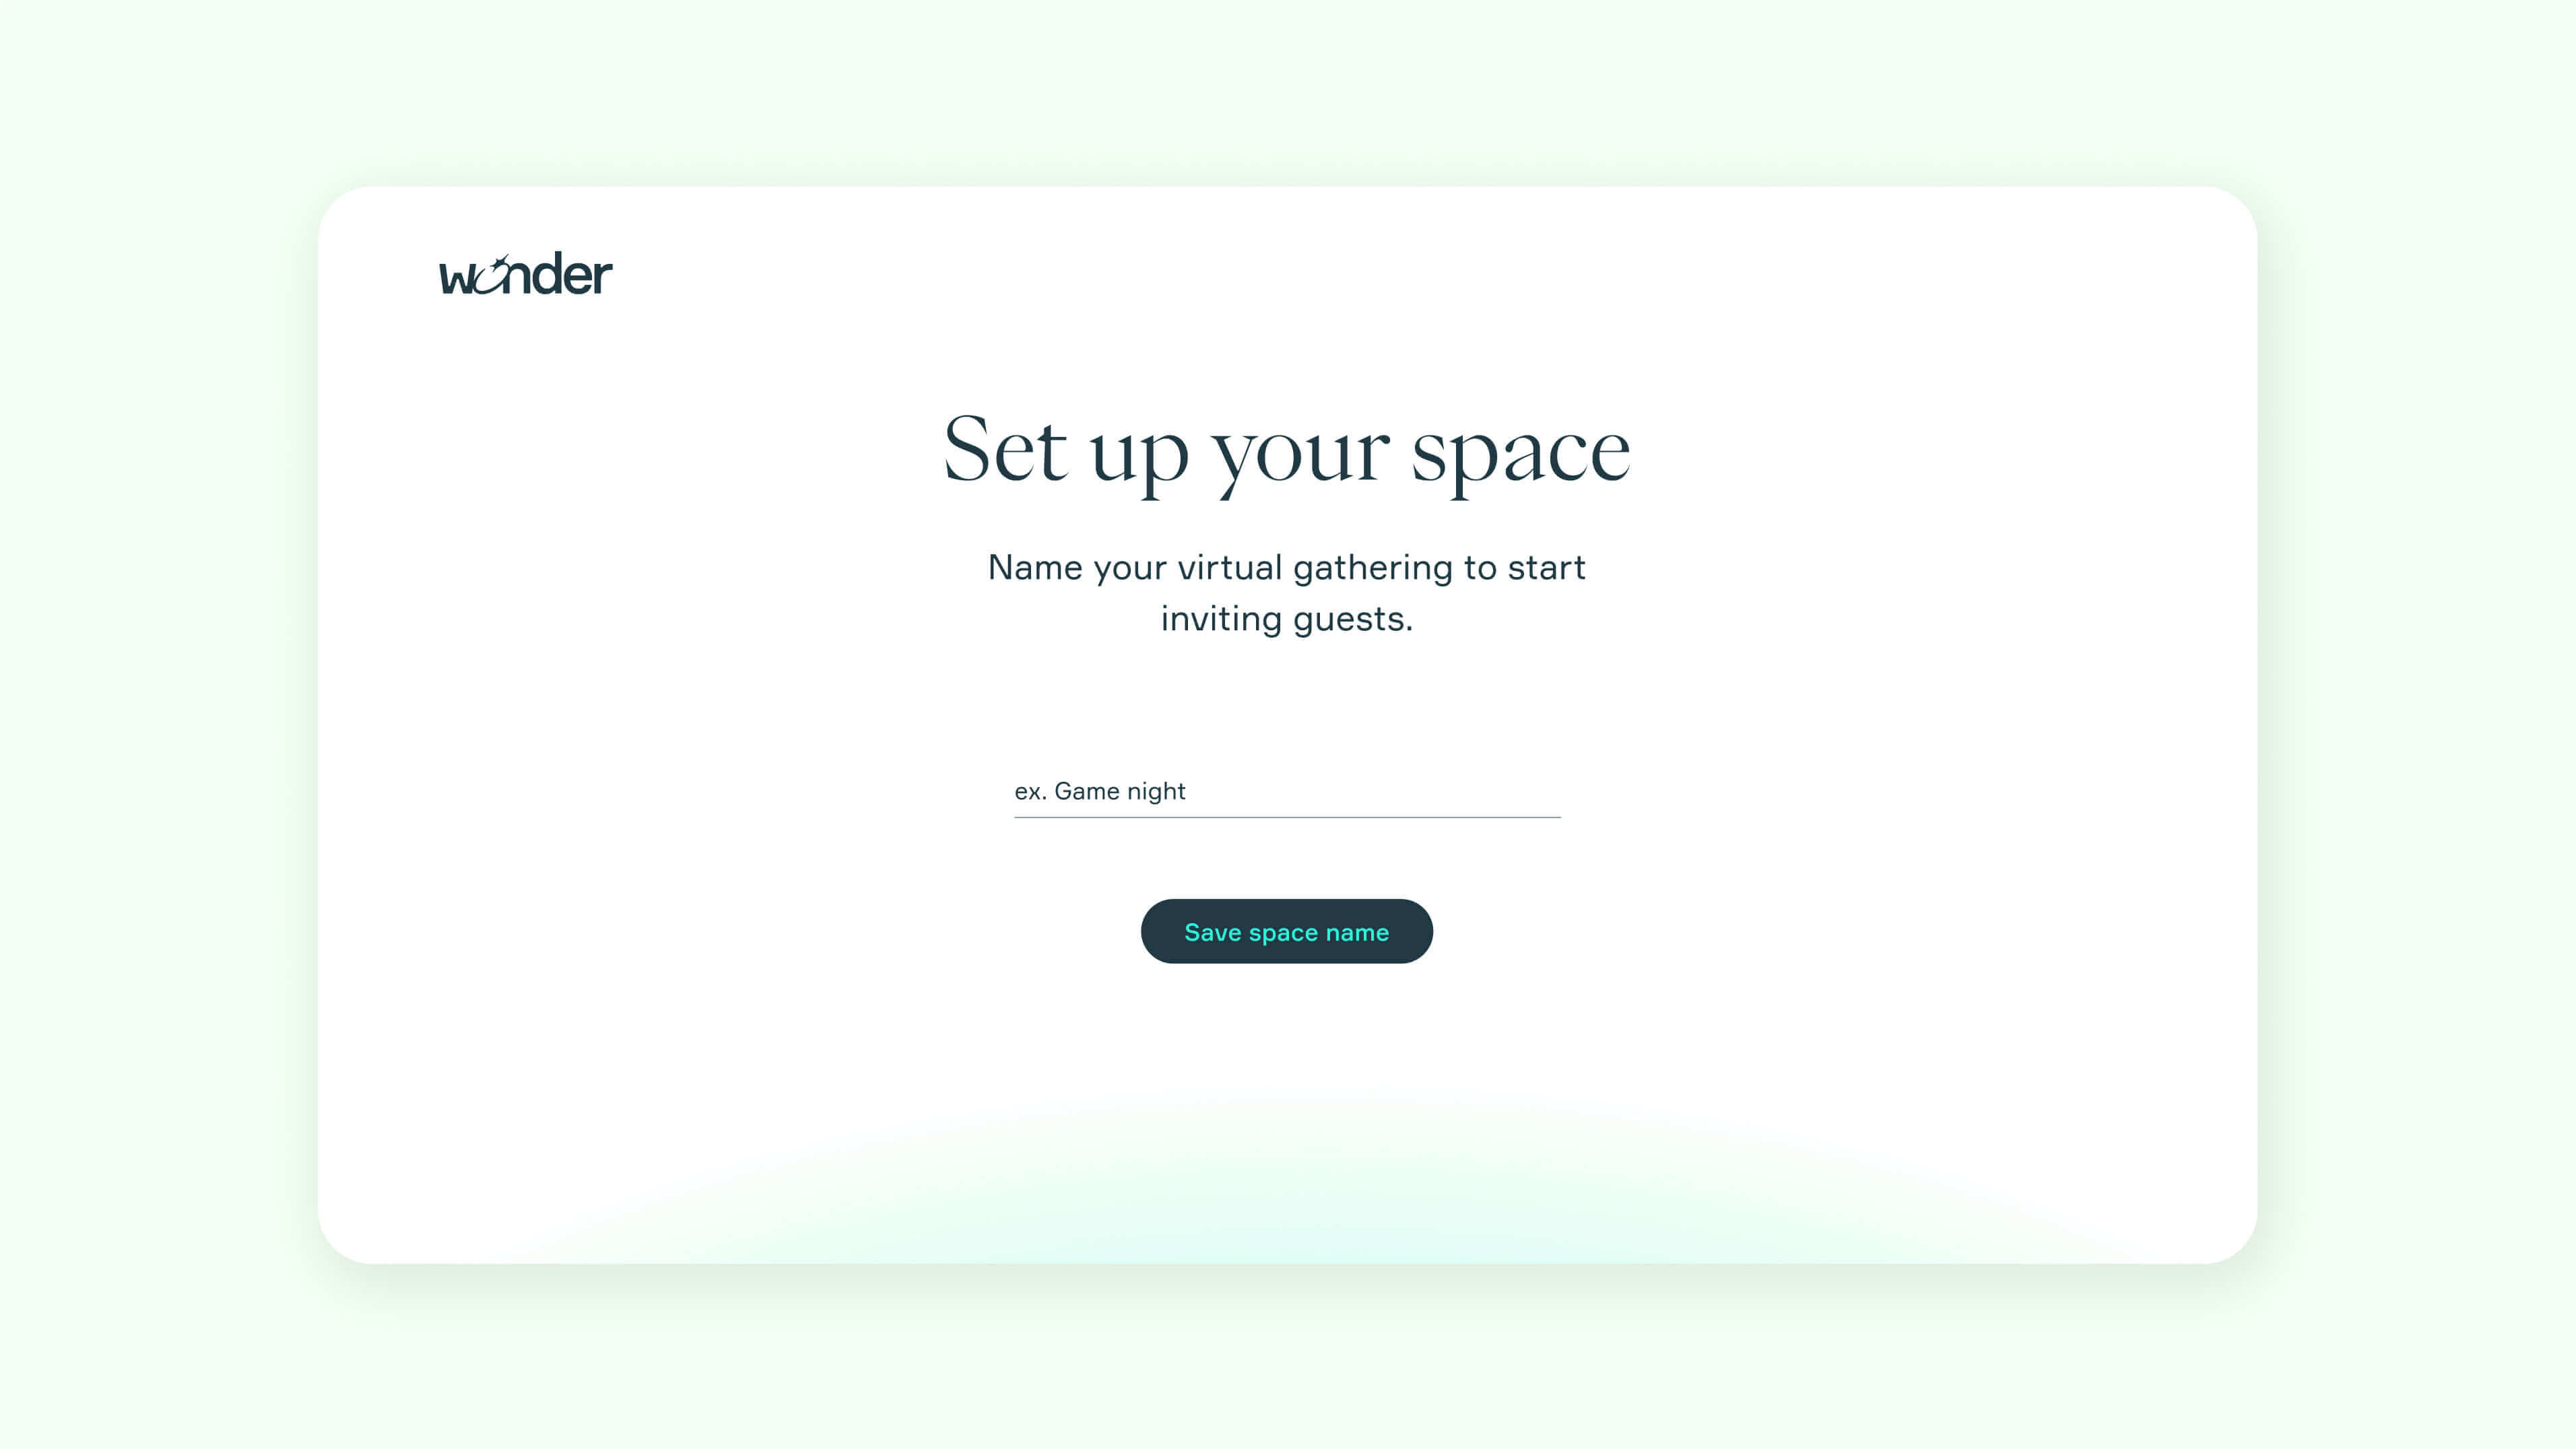 wonder
Set up your space
Name your virtual gathering to start
inviting guests.
ex. Game night
Save space name